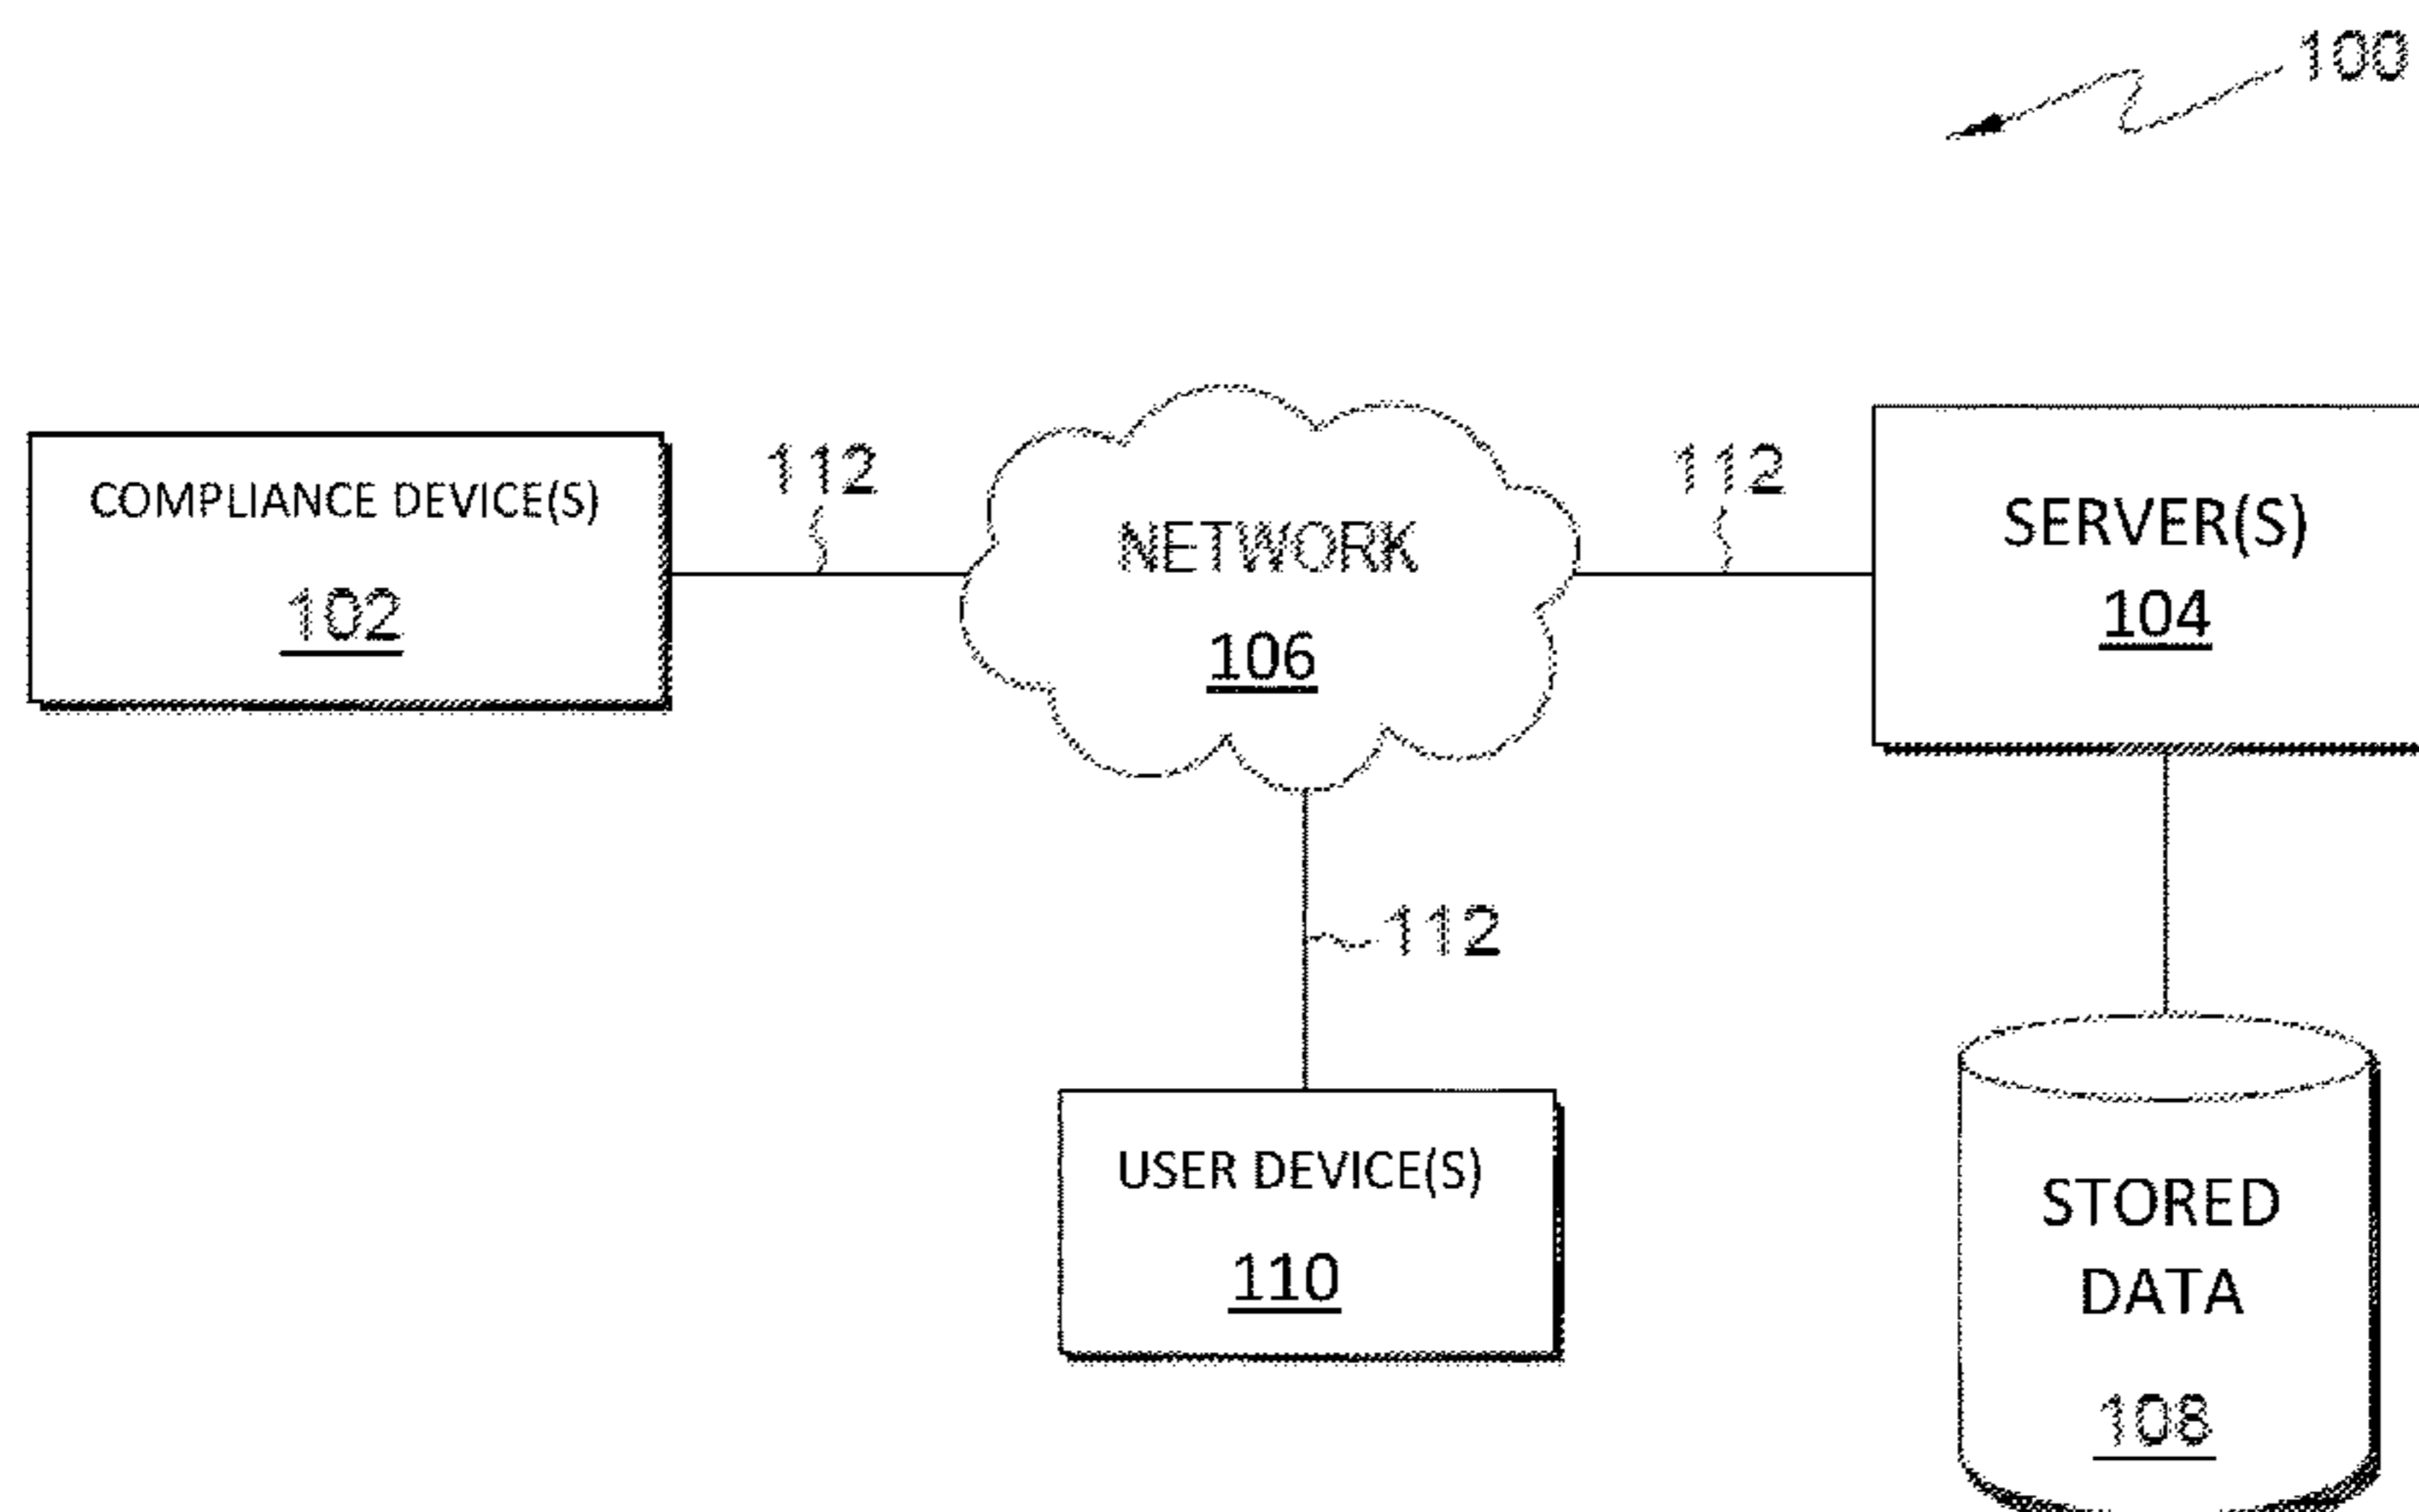 100
COMPLIANCE DEVICE(S)
102
112
NETWORK
106
112
SERVER(S)
104
112
USER DEVICE(S)
110
STORED
DATA
108